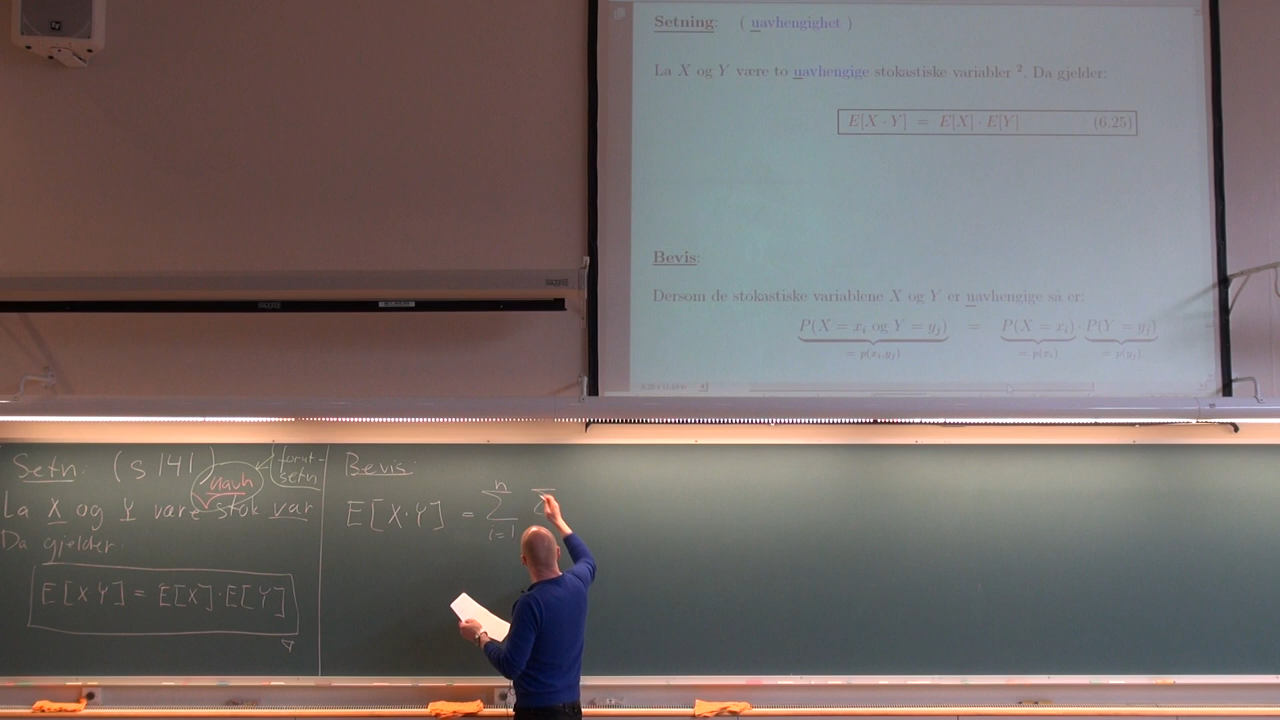 Setning: ( uavhengighet )
La X og Y være to uavhengige stokastiske variabler ². Da gjelder:
E[X · Y] = E[X] · E[Y] (6.25)
Bevis:
Dersom de stokastiske variablene X og Y er uavhengige så er:
P(X = xᵢ og Y = yⱼ) = P(X = xᵢ) · P(Y = yⱼ)
= p(xᵢ,yⱼ) = p(xᵢ) = p(yⱼ)
Setn: (s 141)
uavh
forut-
setn
La X og Y være stok var
Da gjelder:
E[XY] = E[X]·E[Y]
Bevis:
E[X·Y] = Σ Σ
n
i=1